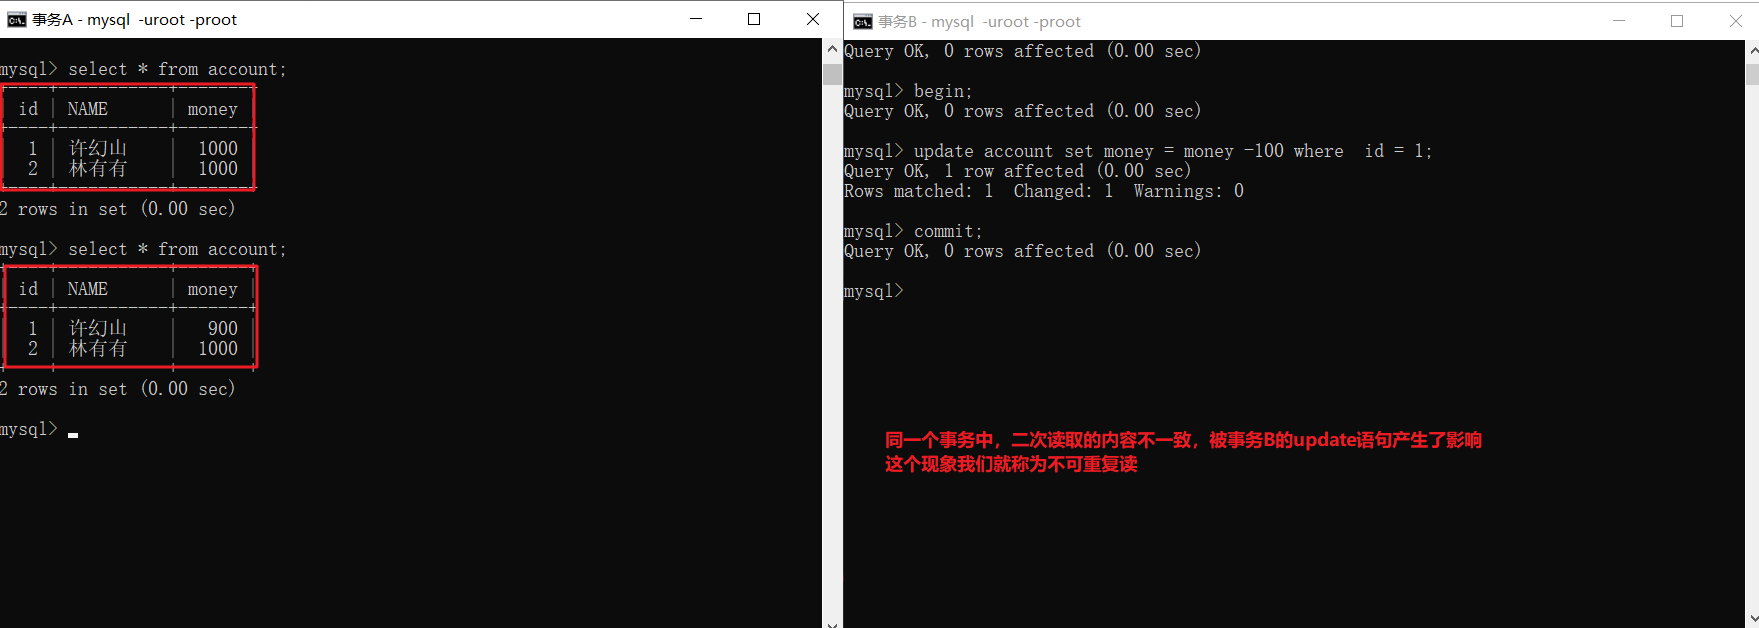 事务A - mysql  -uroot -proot
mysql> select * from account;
id | NAME | money
1 | 许幻山 | 1000
2 | 林有有 | 1000
2 rows in set (0.00 sec)
mysql> select * from account;
id | NAME | money
1 | 许幻山 | 900
2 | 林有有 | 1000
2 rows in set (0.00 sec)
mysql>
事务B - mysql  -uroot -proot
Query OK, 0 rows affected (0.00 sec)
mysql> begin;
Query OK, 0 rows affected (0.00 sec)
mysql> update account set money = money -100 where  id = 1;
Query OK, 1 row affected (0.00 sec)
Rows matched: 1  Changed: 1  Warnings: 0
mysql> commit;
Query OK, 0 rows affected (0.00 sec)
mysql>
同一个事务中，二次读取的内容不一致，被事务B的update语句产生了影响
这个现象我们就称为不可重复读